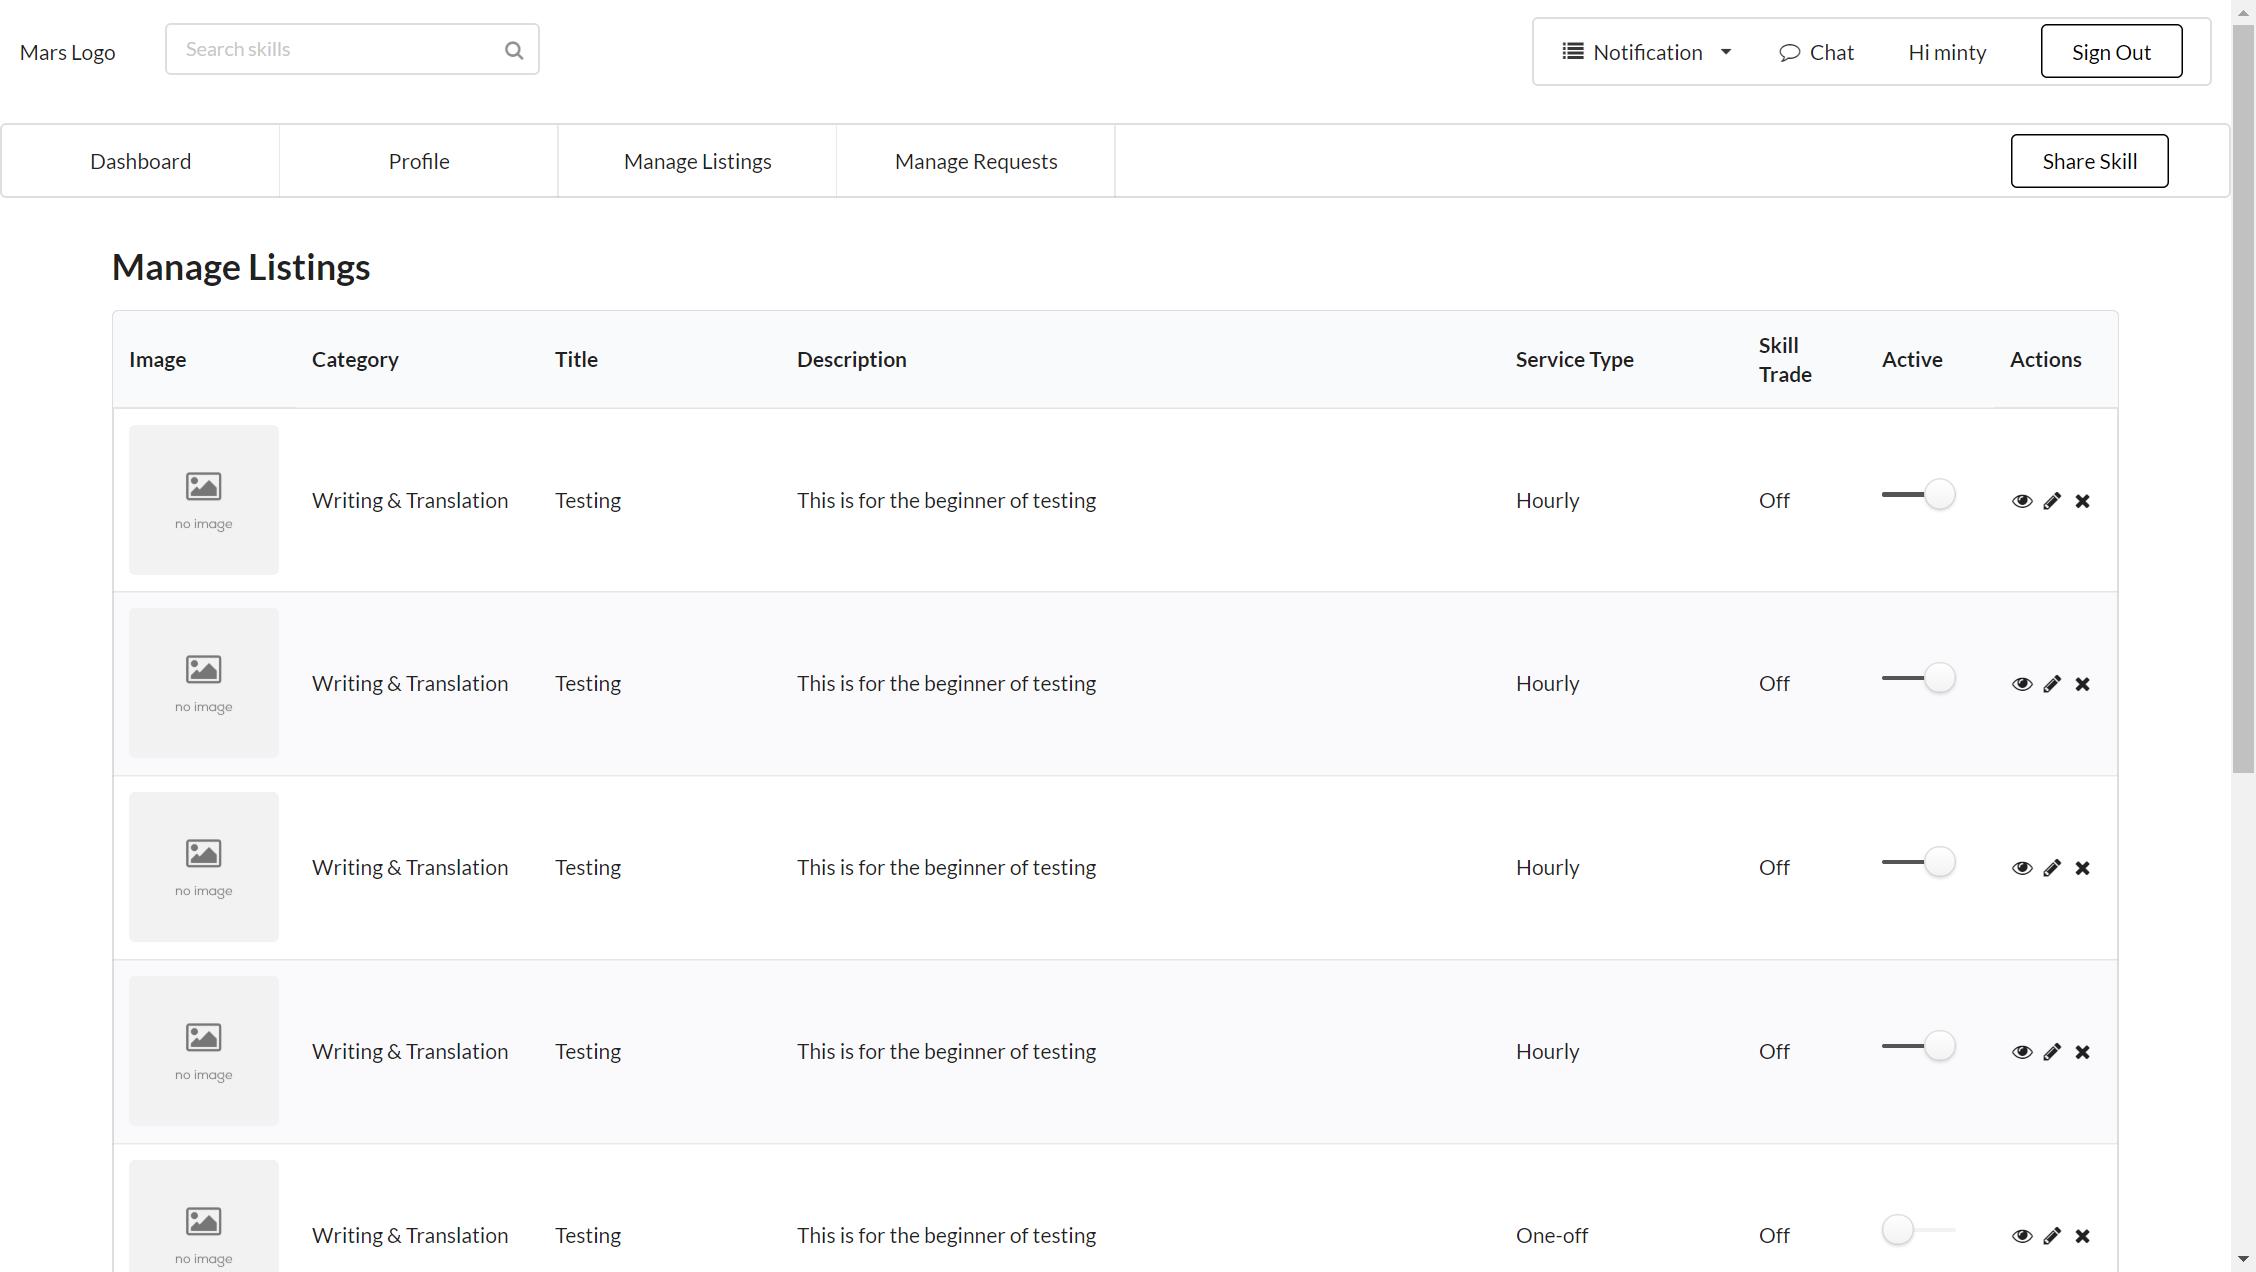 Mars Logo
Search skills
Notification
Chat
Hi minty
Sign Out
Dashboard
Profile
Manage Listings
Manage Requests
Share Skill
Manage Listings
Image
Category
Title
Description
Service Type
Skill
Trade
Active
Actions
no image
Writing & Translation
Testing
This is for the beginner of testing
Hourly
Off
no image
Writing & Translation
Testing
This is for the beginner of testing
Hourly
Off
no image
Writing & Translation
Testing
This is for the beginner of testing
Hourly
Off
no image
Writing & Translation
Testing
This is for the beginner of testing
Hourly
Off
no image
Writing & Translation
Testing
This is for the beginner of testing
One-off
Off